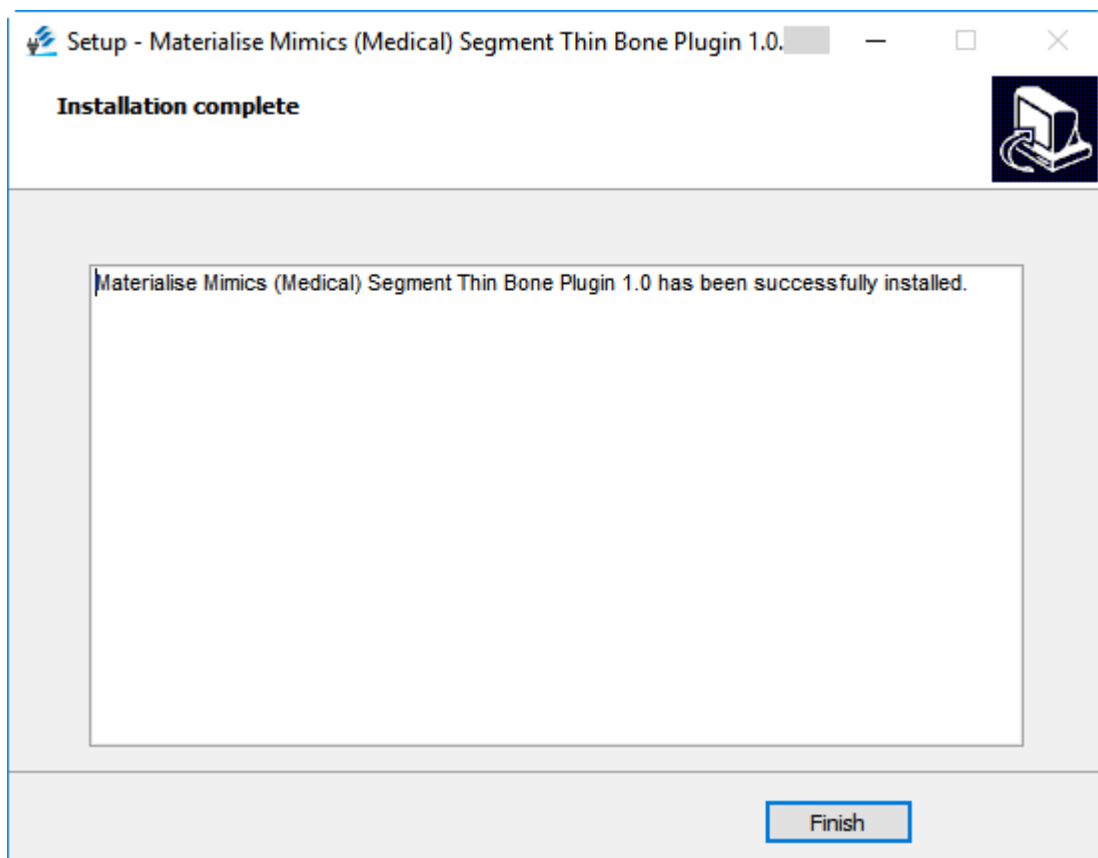 Setup - Materialise Mimics (Medical) Segment Thin Bone Plugin 1.0.
Installation complete
Materialise Mimics (Medical) Segment Thin Bone Plugin 1.0 has been successfully installed.
Finish